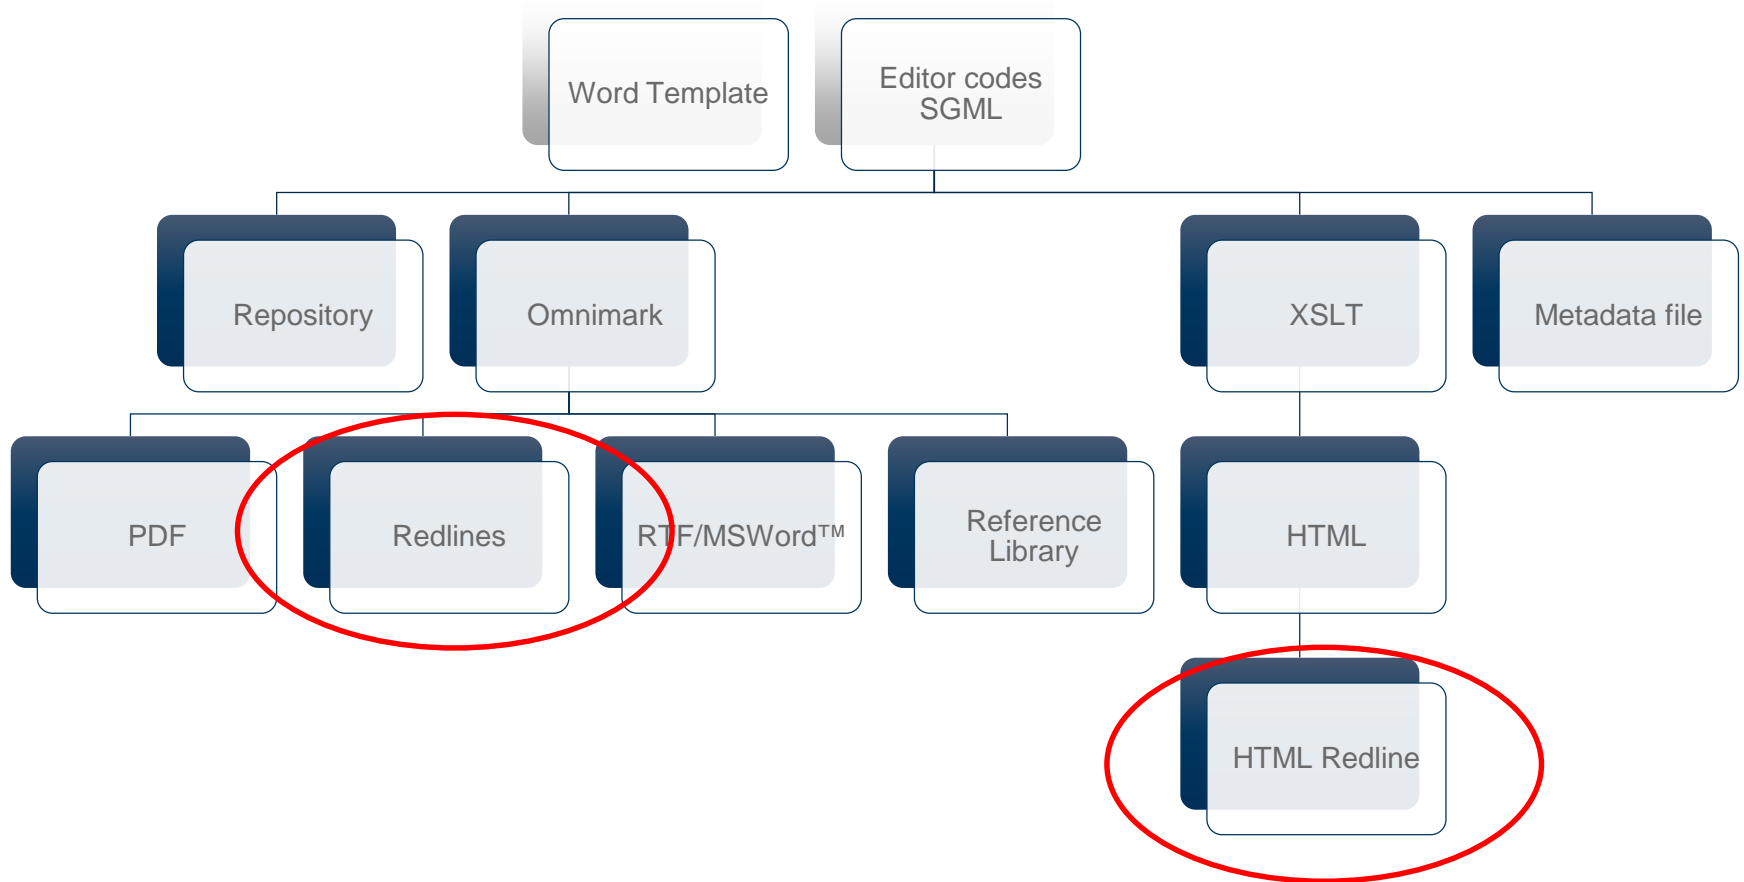 Word Template
Editor codes
SGML
Repository
Omnimark
XSLT
Metadata file
PDF
Redlines
RTF/MSWord™
Reference
Library
HTML
HTML Redline